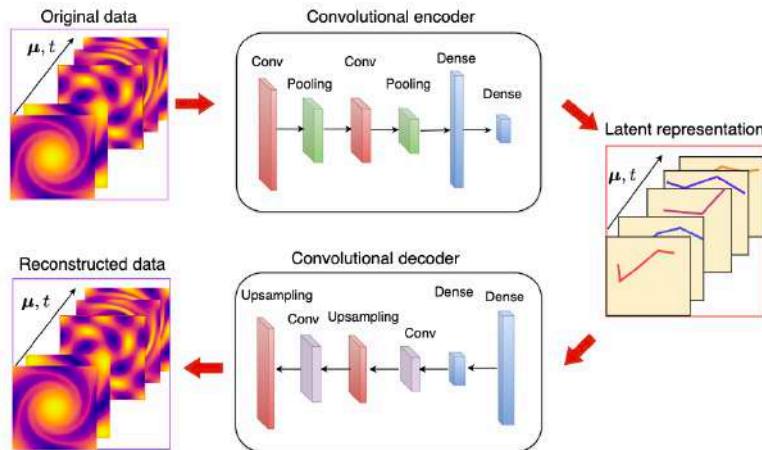 Original data
μ, t
Convolutional encoder
Conv
Pooling
Conv
Pooling
Dense
Dense
Latent representation
μ, t
Reconstructed data
μ, t
Convolutional decoder
Upsampling
Conv
Upsampling
Conv
Dense
Dense